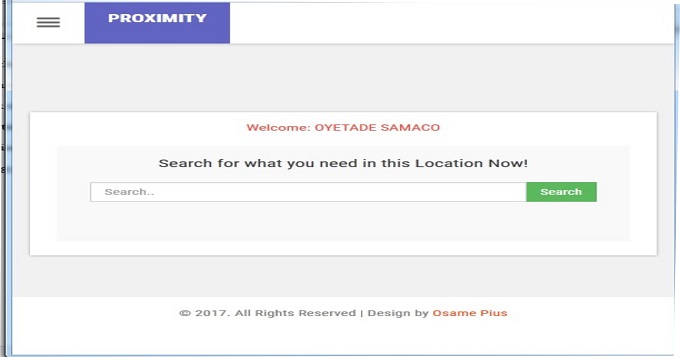 PROXIMITY
Welcome: OYETADE SAMACO
Search for what you need in this Location Now!
Search.. Search
© 2017. All Rights Reserved | Design by Osame Pius